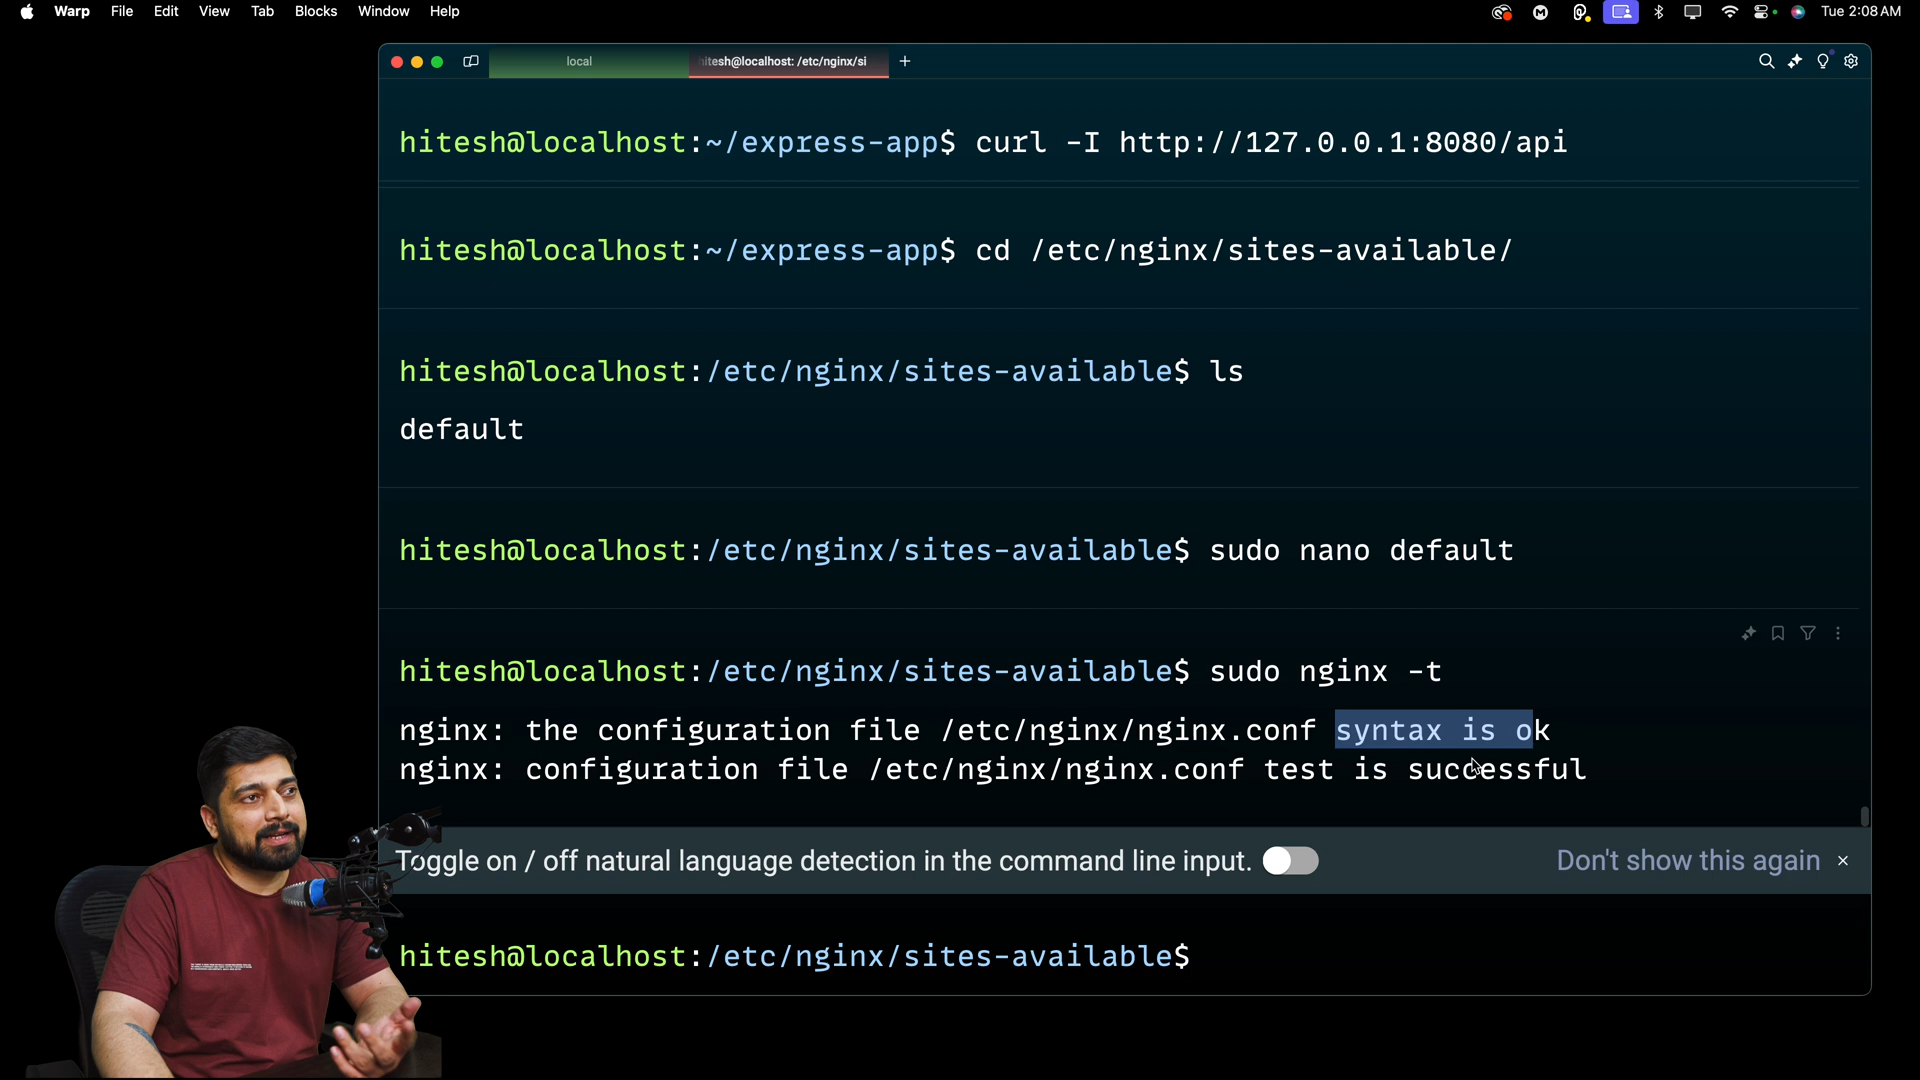 Warp File Edit View Tab Blocks Window Help
Tue 2:08 AM
local
hitesh@localhost: /etc/nginx/si
hitesh@localhost:~/express-app$ curl -I http://127.0.0.1:8080/api
hitesh@localhost:~/express-app$ cd /etc/nginx/sites-available/
hitesh@localhost:/etc/nginx/sites-available$ ls
default
hitesh@localhost:/etc/nginx/sites-available$ sudo nano default
hitesh@localhost:/etc/nginx/sites-available$ sudo nginx -t
nginx: the configuration file /etc/nginx/nginx.conf syntax is ok
nginx: configuration file /etc/nginx/nginx.conf test is successful
Toggle on / off natural language detection in the command line input.
Don't show this again
hitesh@localhost:/etc/nginx/sites-available$